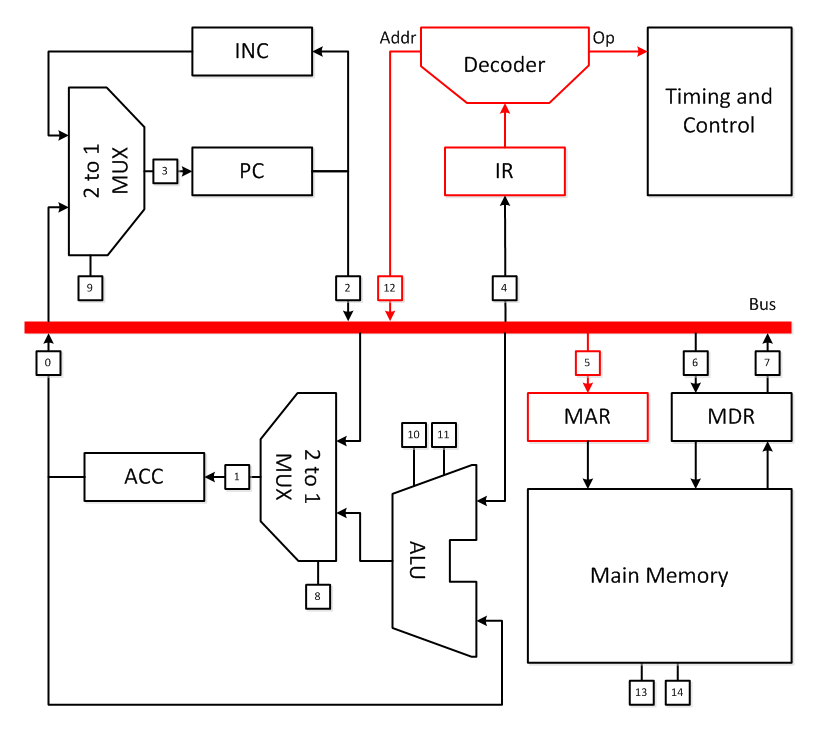 Addr
Op
INC
Decoder
Timing and
Control
2 to 1
MUX
3
PC
IR
9
2
12
4
Bus
0
5
6
7
MAR
MDR
10
11
ACC
1
2 to 1
MUX
ALU
8
Main Memory
13
14